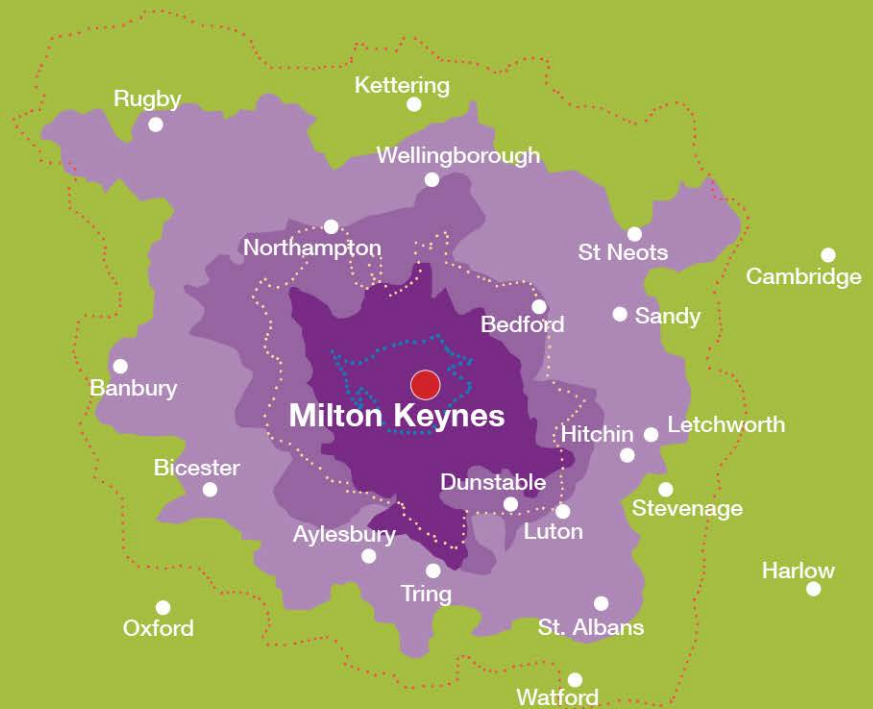 Kettering
Rugby
Wellingborough
Northampton
St Neots
Cambridge
Bedford
Sandy
Banbury
Milton Keynes
Letchworth
Hitchin
Bicester
Dunstable
Stevenage
Luton
Aylesbury
Harlow
Tring
Oxford
St. Albans
Watford